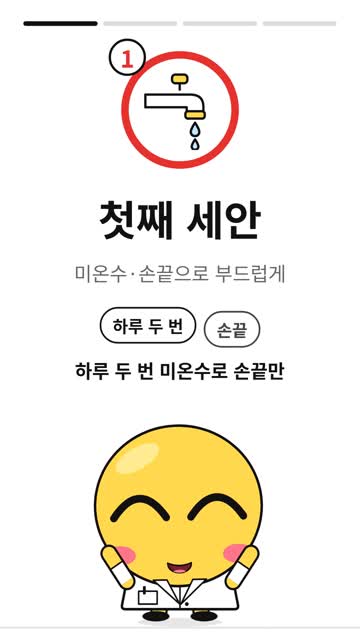 1
첫째 세안
미온수·손끝으로 부드럽게
하루 두 번
손끝
하루 두 번 미온수로 손끝만